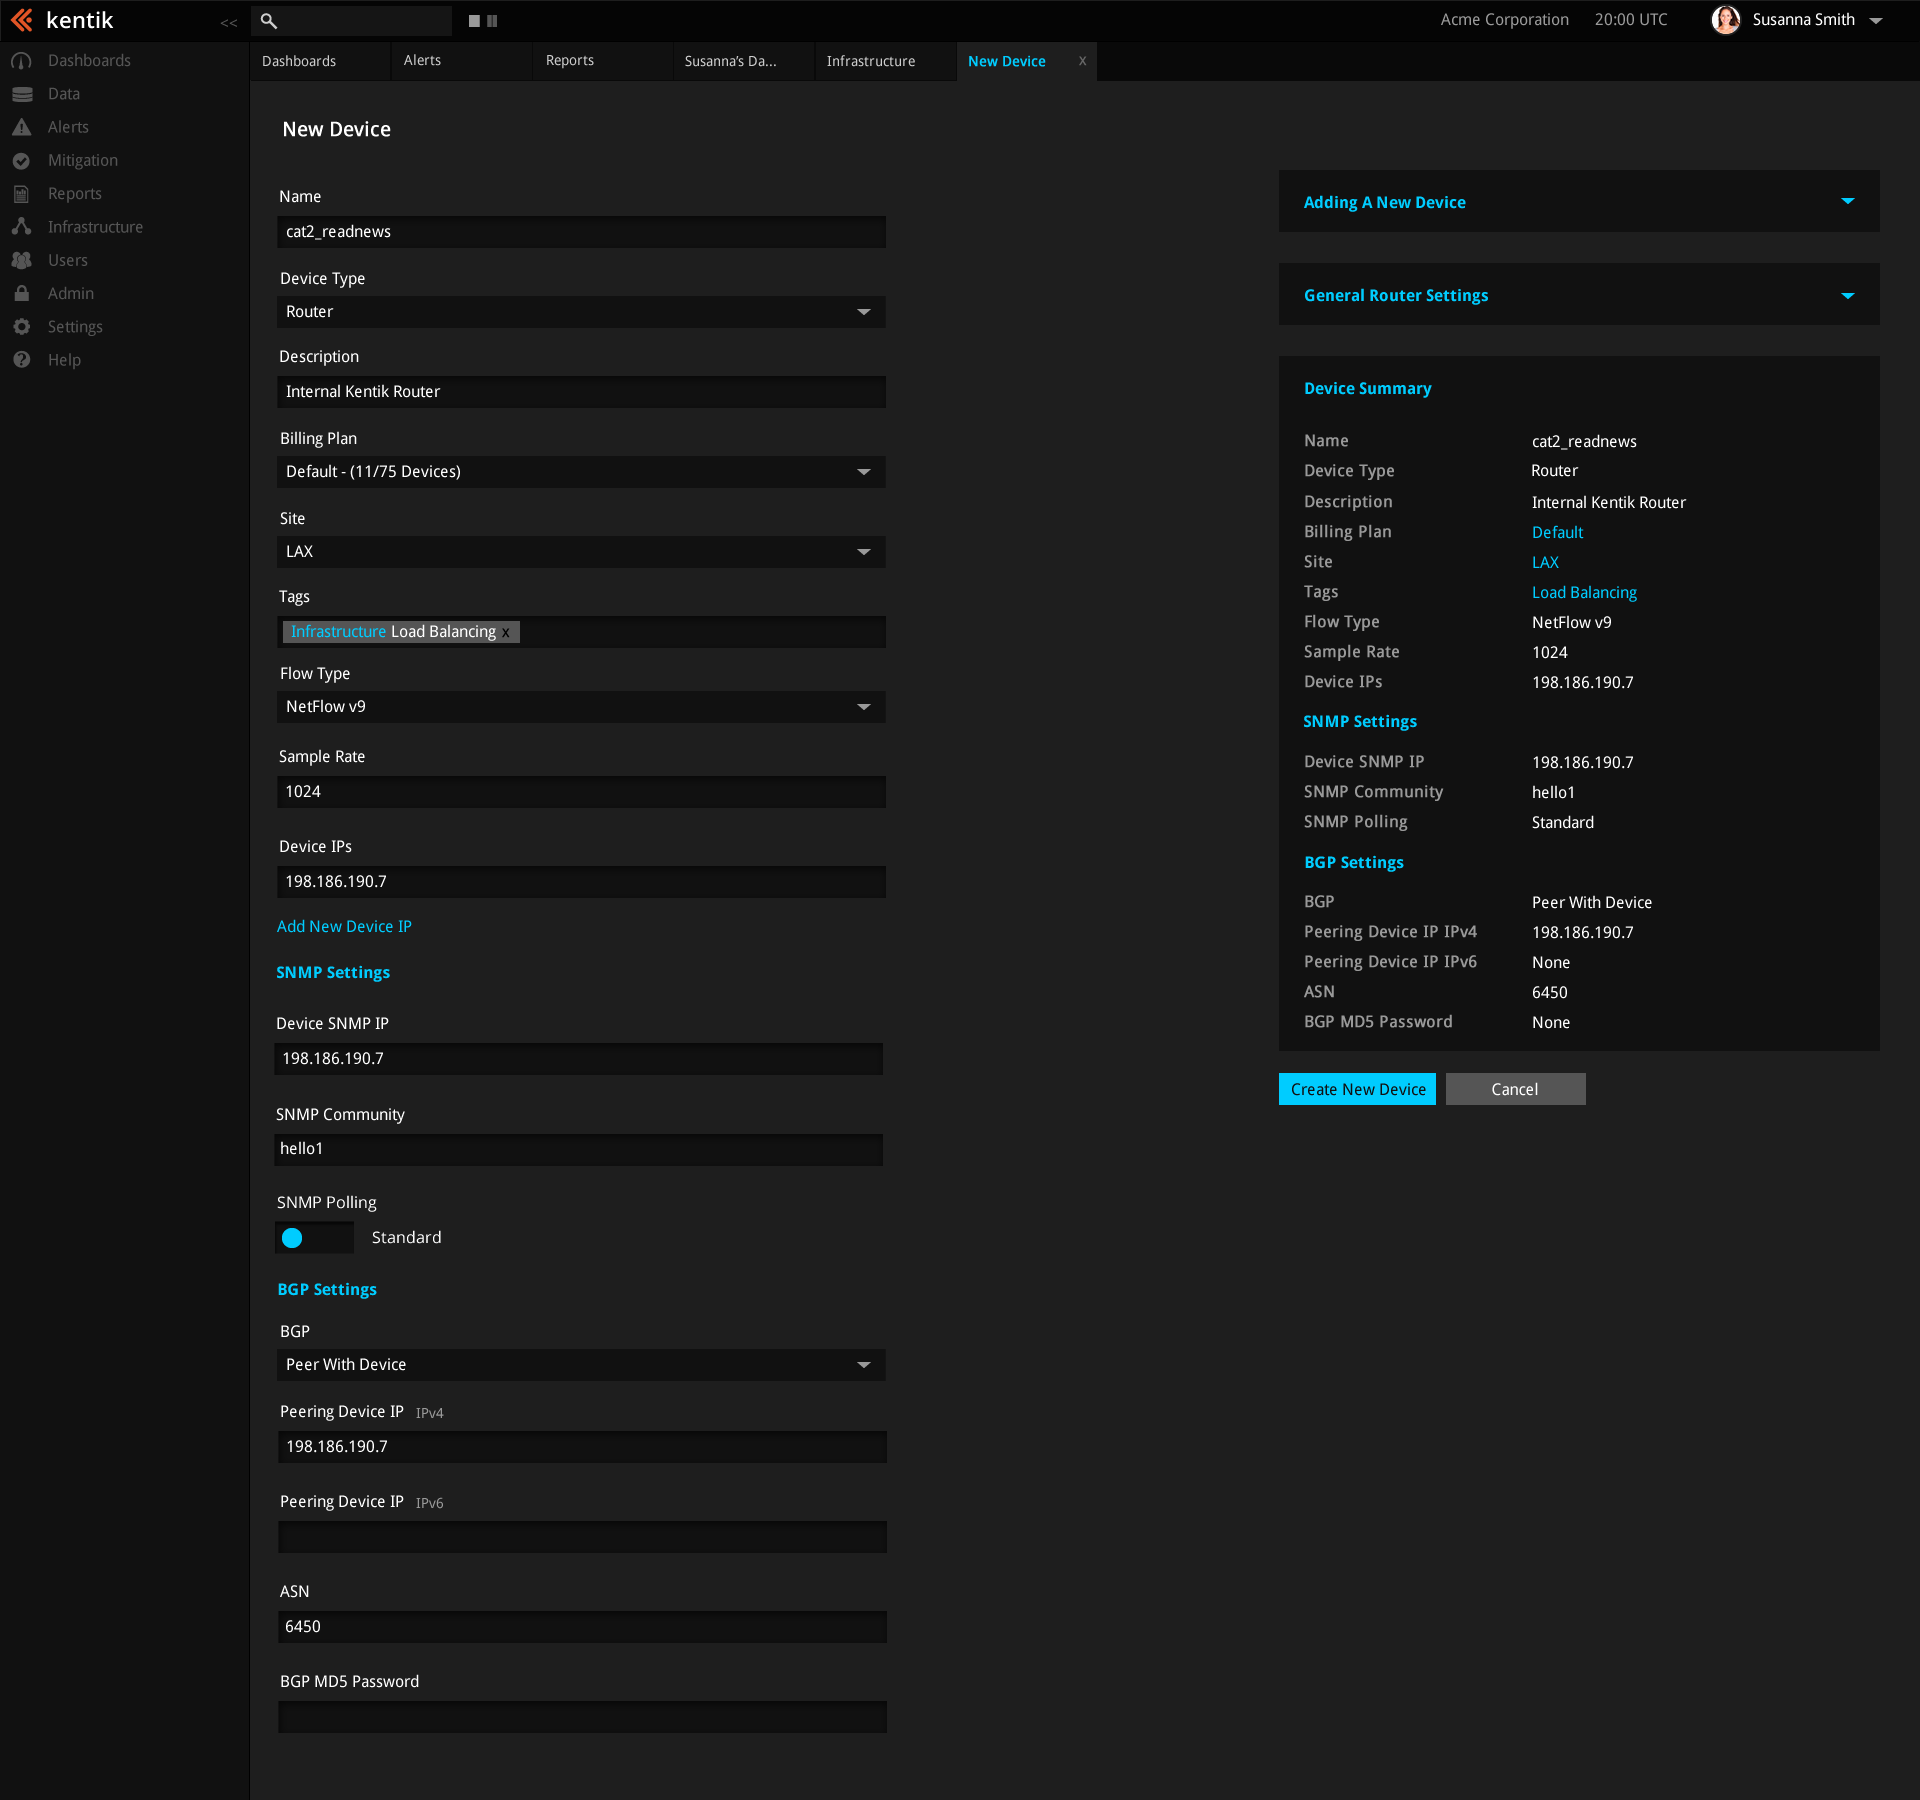 kentik
<<
Acme Corporation
20:00 UTC
Susanna Smith
Dashboards
Data
Alerts
Mitigation
Reports
Infrastructure
Users
Admin
Settings
Help
Dashboards
Alerts
Reports
Susanna’s Da...
Infrastructure
New Device x
New Device
Name
cat2_readnews
Device Type
Router
Description
Internal Kentik Router
Billing Plan
Default - (11/75 Devices)
Site
LAX
Tags
Infrastructure Load Balancing x
Flow Type
NetFlow v9
Sample Rate
1024
Device IPs
198.186.190.7
Add New Device IP
SNMP Settings
Device SNMP IP
198.186.190.7
SNMP Community
hello1
SNMP Polling
Standard
BGP Settings
BGP
Peer With Device
Peering Device IP IPv4
198.186.190.7
Peering Device IP IPv6
ASN
6450
BGP MD5 Password
Adding A New Device
General Router Settings
Device Summary
Name cat2_readnews
Device Type Router
Description Internal Kentik Router
Billing Plan Default
Site LAX
Tags Load Balancing
Flow Type NetFlow v9
Sample Rate 1024
Device IPs 198.186.190.7
SNMP Settings
Device SNMP IP 198.186.190.7
SNMP Community hello1
SNMP Polling Standard
BGP Settings
BGP Peer With Device
Peering Device IP IPv4 198.186.190.7
Peering Device IP IPv6 None
ASN 6450
BGP MD5 Password None
Create New Device
Cancel